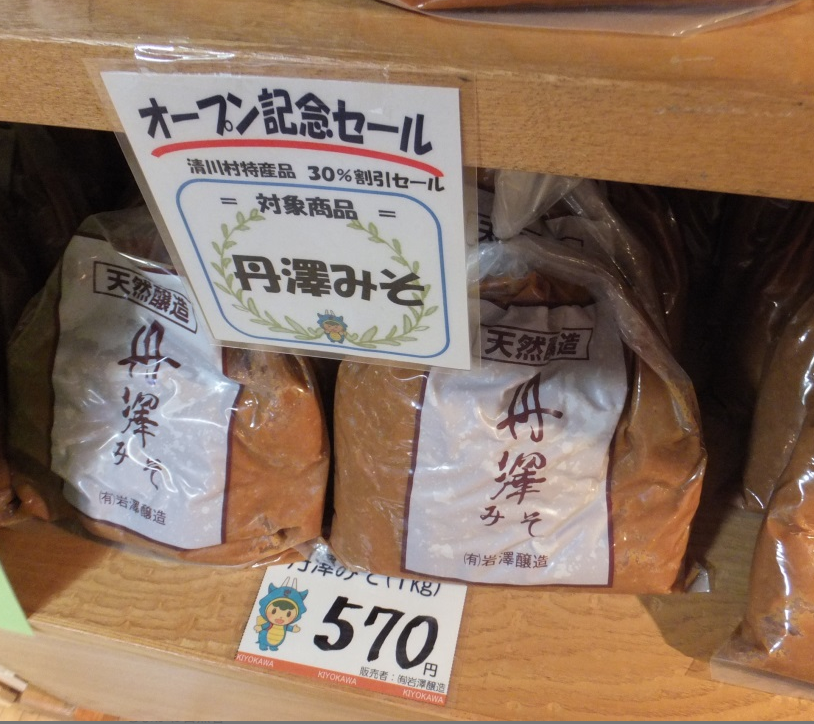 オープン記念セール
清川村特産品 30%割引セール
= 対象商品 =
丹澤みそ
天然醸造
丹澤
みそ
㈲岩澤醸造
天然醸造
丹澤
みそ
㈲岩澤醸造
丹澤みそ(1kg)
570円
販売者:㈲岩澤醸造
KIYOKAWA
KIYOKAWA
KIYOKAWA